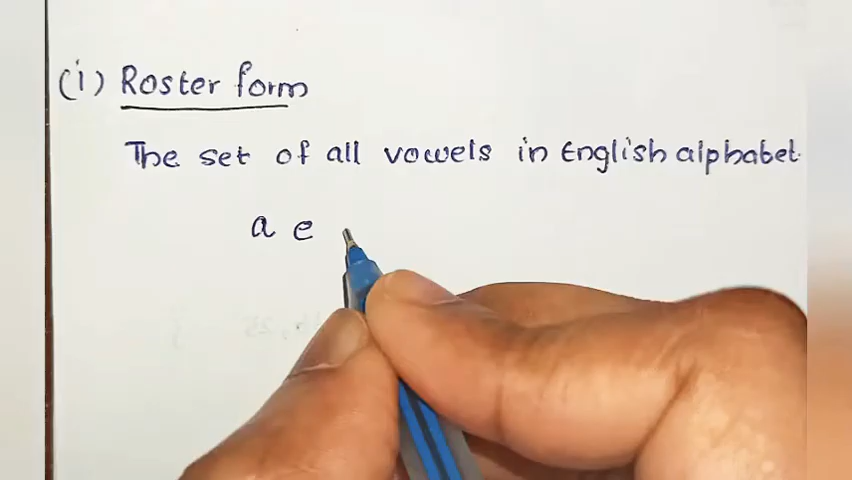 (i) Roster form
The set of all vowels in English alphabet.
a e